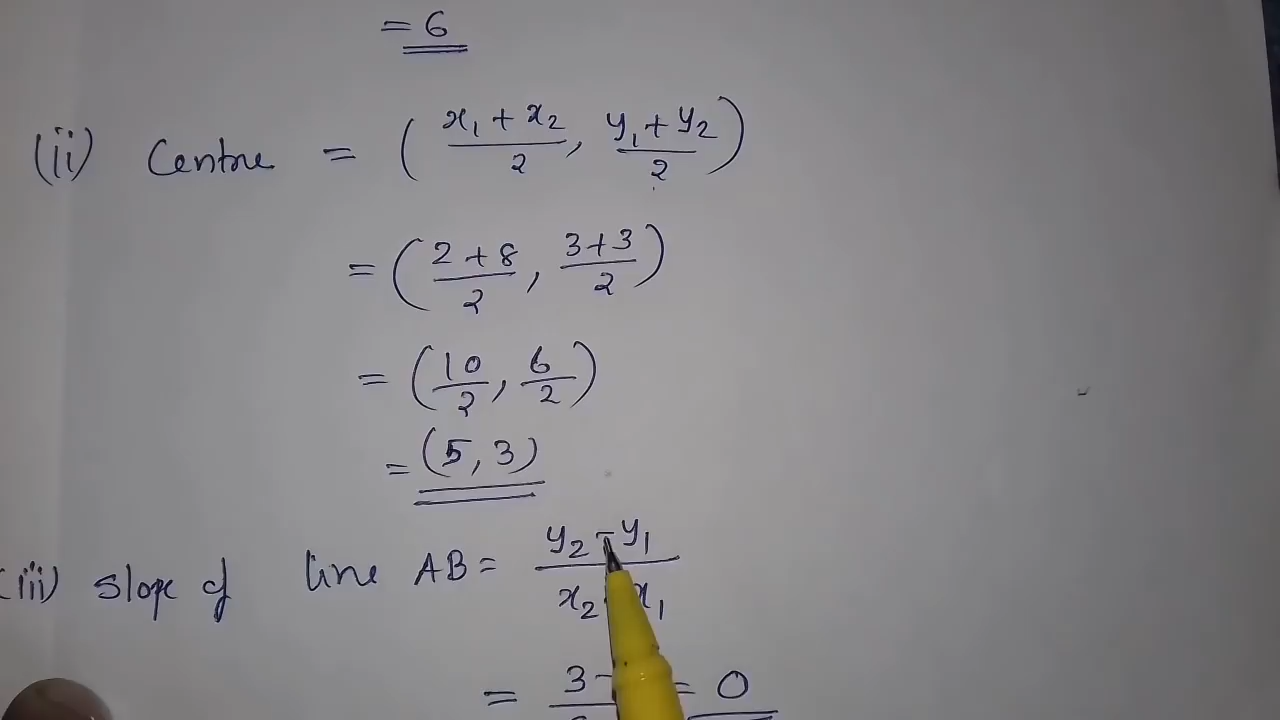 = 6
(ii) Centre = ( x₁ + x₂ / 2 , y₁ + y₂ / 2 )
= ( 2 + 8 / 2 , 3 + 3 / 2 )
= ( 10 / 2 , 6 / 2 )
= (5, 3)
(iii) Slope of line AB = y₂ - y₁ / x₂ x₁
= 3 - = 0